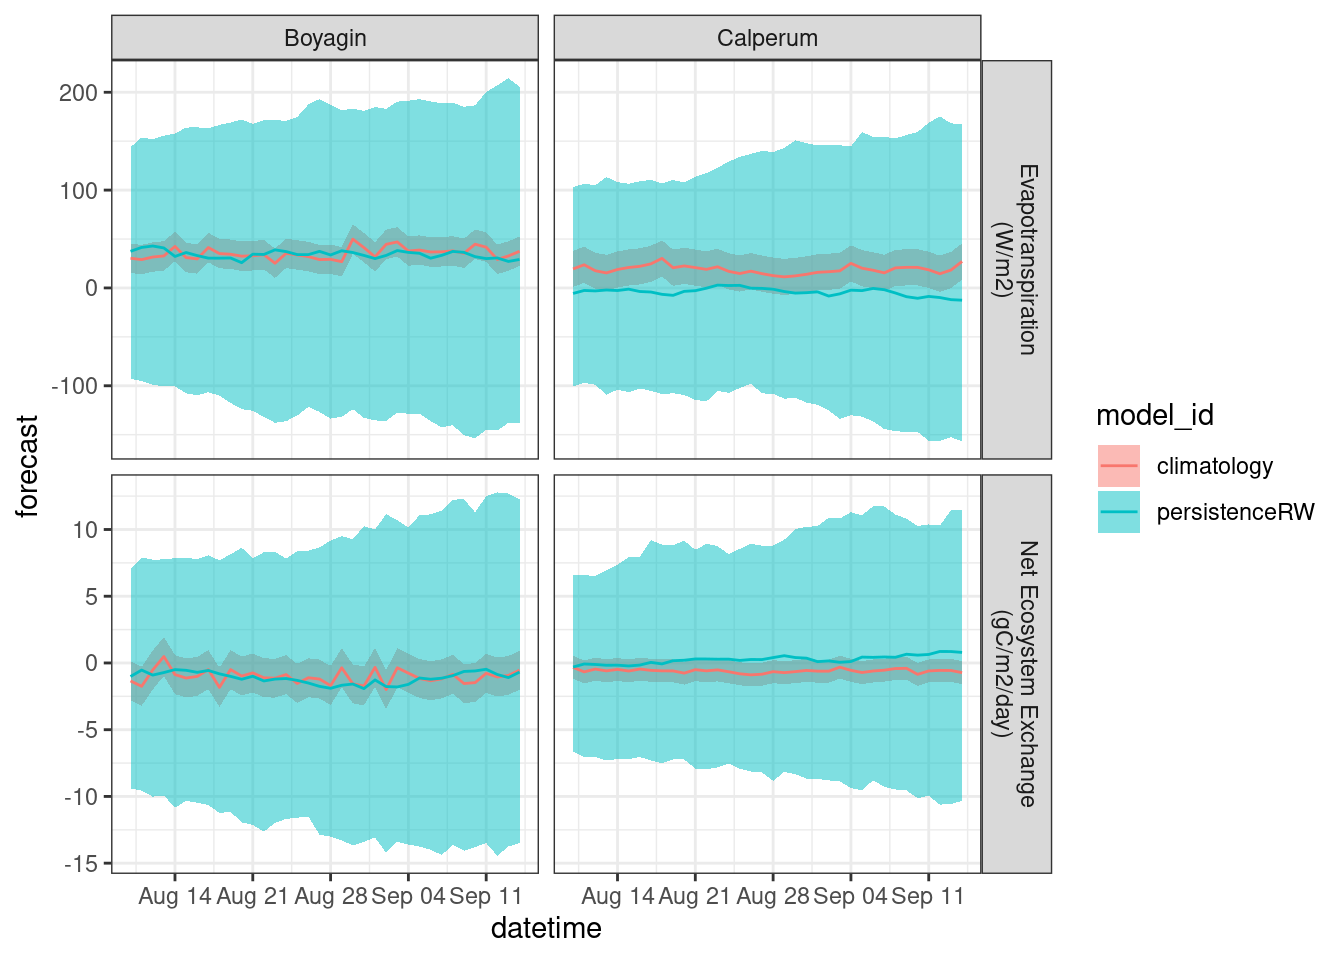 Boyagin
Calperum
200
100
0
-100
Evapotranspiration
(W/m2)
10
5
0
-5
-10
-15
Net Ecosystem Exchange
(gC/m2/day)
forecast
Aug 14 Aug 21 Aug 28 Sep 04 Sep 11
Aug 14 Aug 21 Aug 28 Sep 04 Sep 11
datetime
model_id
climatology
persistenceRW